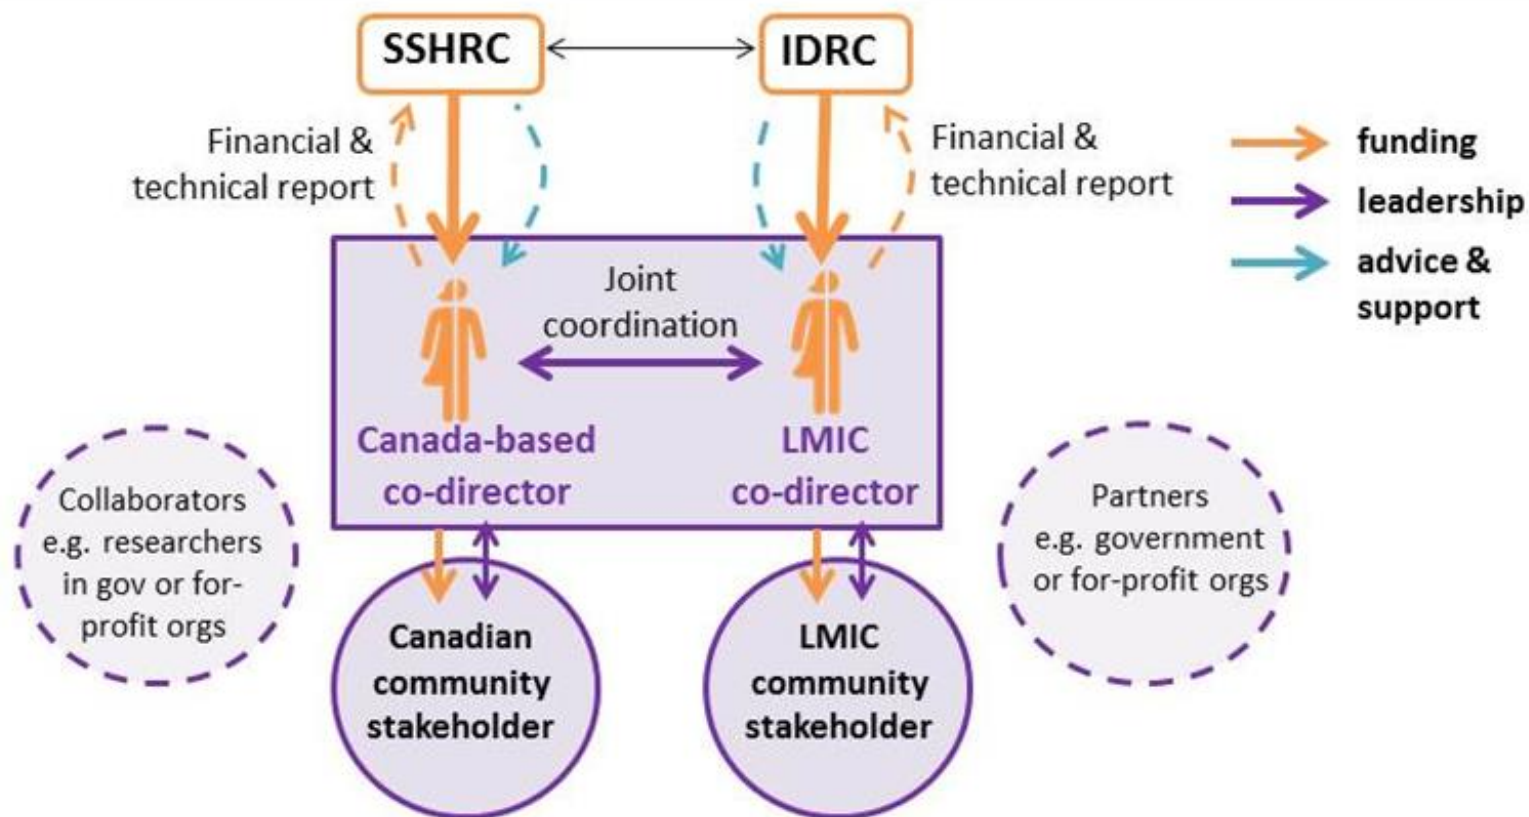 SSHRC
IDRC
Financial &
technical report
Financial &
technical report
funding
leadership
advice &
support
Joint
coordination
Canada-based
co-director
LMIC
co-director
Collaborators
e.g. researchers
in gov or for-
profit orgs
Partners
e.g. government
or for-profit orgs
Canadian
community
stakeholder
LMIC
community
stakeholder